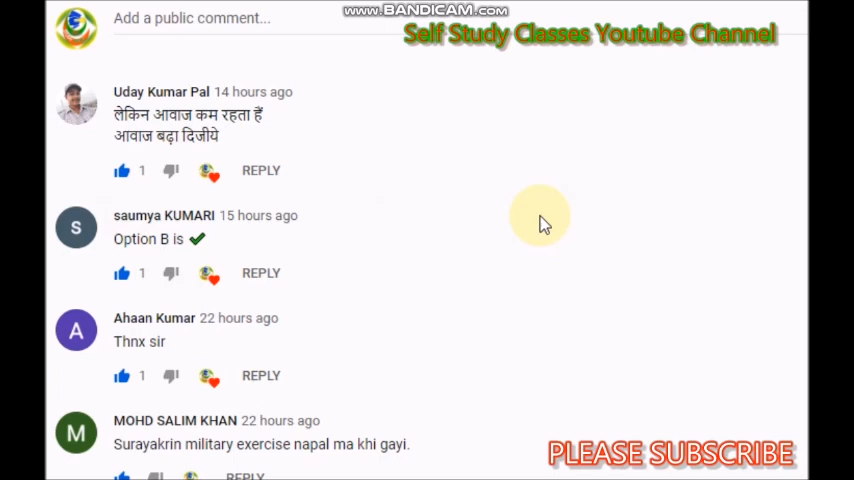 www.BANDICAM.com
Add a public comment...
Self Study Classes Youtube Channel
Uday Kumar Pal 14 hours ago
लेकिन आवाज कम रहता हैं
आवाज बढ़ा दिजीये
1 REPLY
saumya KUMARI 15 hours ago
S
Option B is
1 REPLY
Ahaan Kumar 22 hours ago
A
Thnx sir
1 REPLY
MOHD SALIM KHAN 22 hours ago
M
Surayakrin military exercise napal ma khi gayi.
PLEASE SUBSCRIBE
REPLY